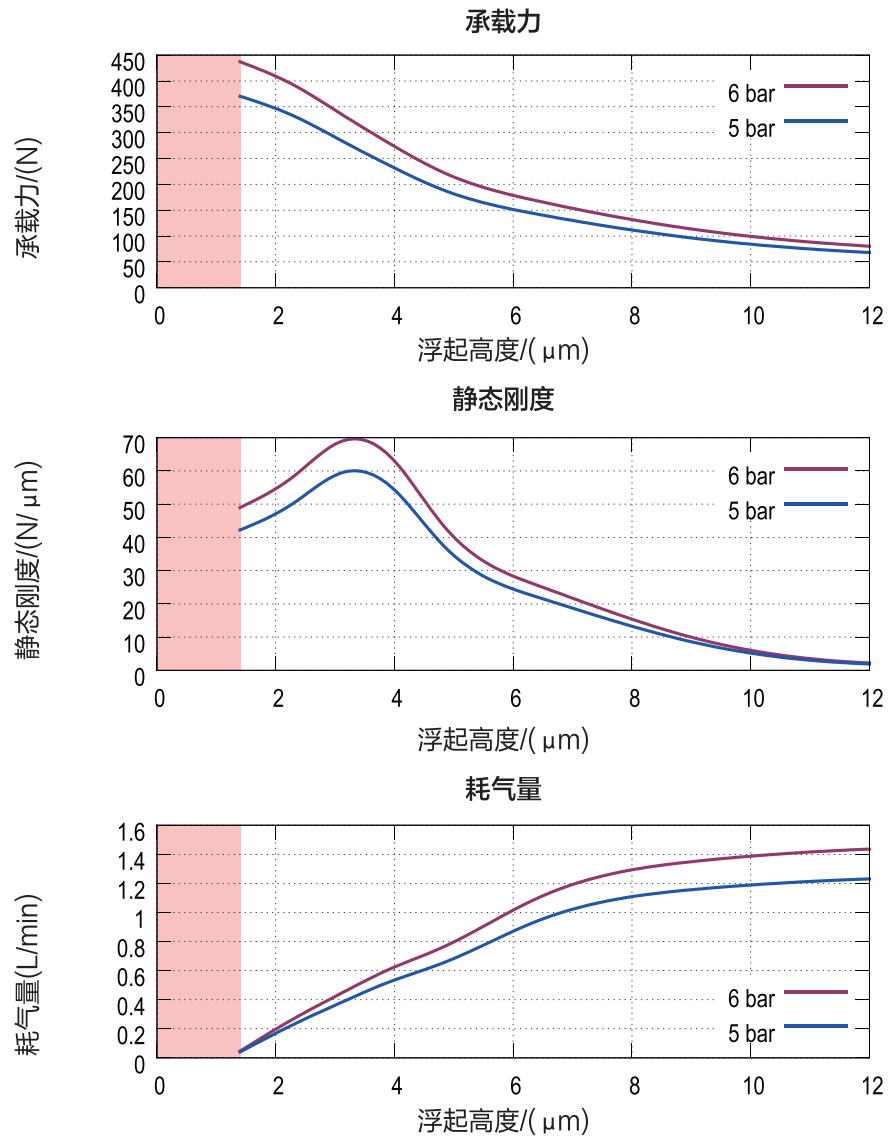 承载力
承载力/(N)
450
400
350
300
250
200
150
100
50
0
6 bar
5 bar
0 2 4 6 8 10 12
浮起高度/( μm)
静态刚度
静态刚度/(N/ μm)
70
60
50
40
30
20
10
0
6 bar
5 bar
0 2 4 6 8 10 12
浮起高度/( μm)
耗气量
耗气量(L/min)
1.6
1.4
1.2
1
0.8
0.6
0.4
0.2
0
6 bar
5 bar
0 2 4 6 8 10 12
浮起高度/( μm)